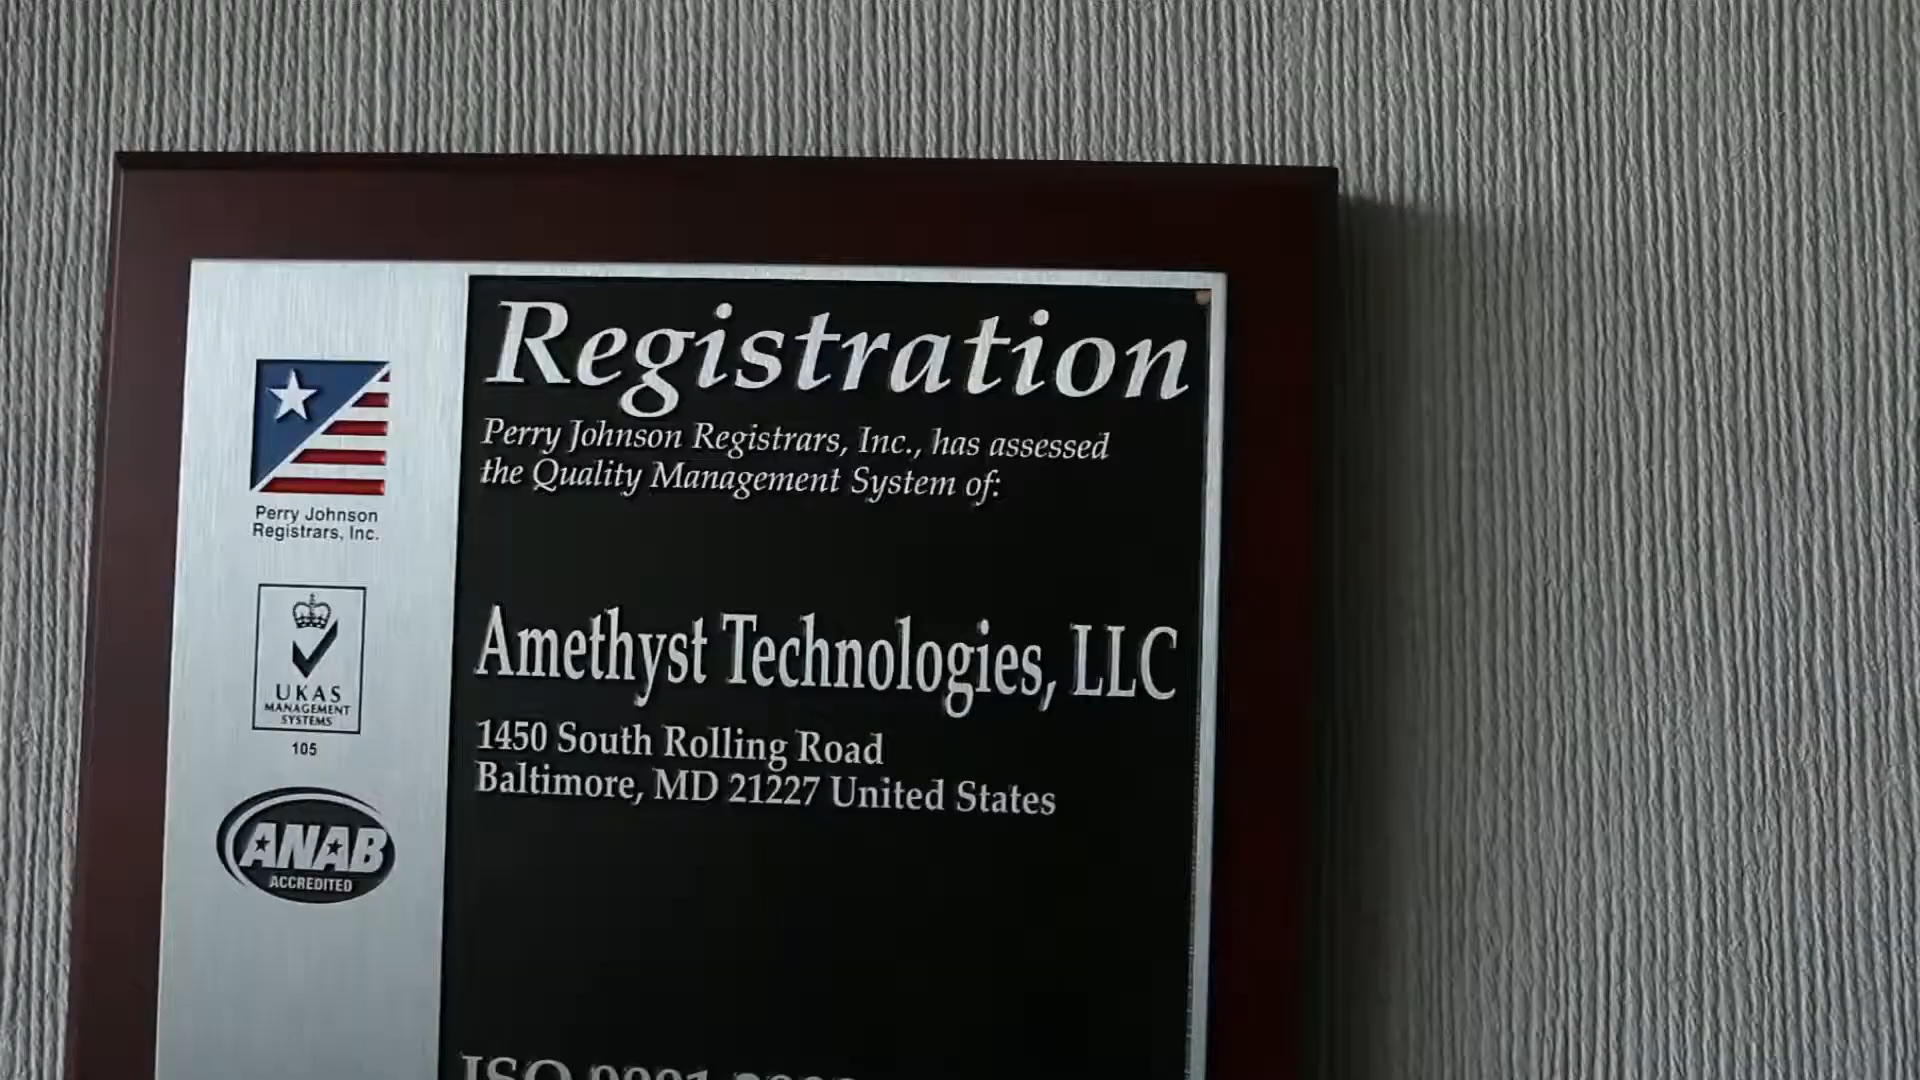 Registration
Perry Johnson Registrars, Inc., has assessed
the Quality Management System of:
Amethyst Technologies, LLC
1450 South Rolling Road
Baltimore, MD 21227 United States
ISO
Perry Johnson
Registrars, Inc.
UKAS
MANAGEMENT
SYSTEMS
105
ANAB
ACCREDITED